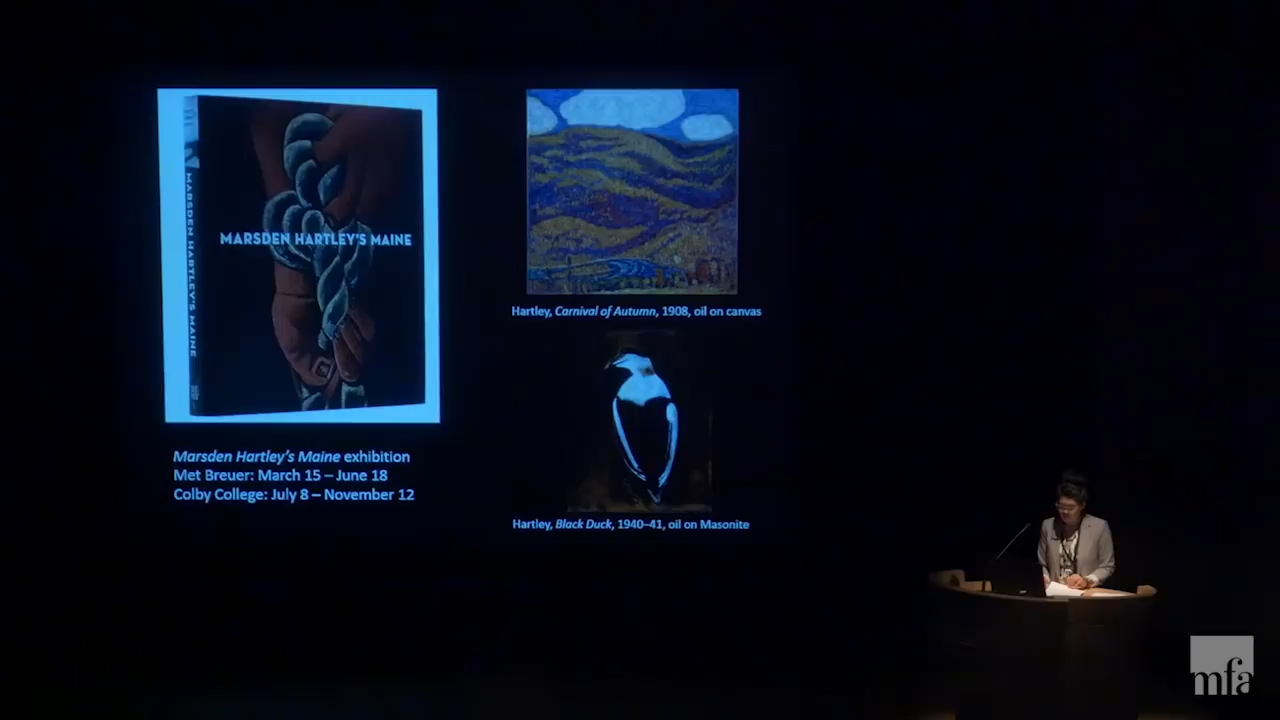 MARSDEN HARTLEY'S MAINE
MARSDEN HARTLEY'S MAINE
Marsden Hartley's Maine exhibition
Met Breuer: March 15 – June 18
Colby College: July 8 – November 12
Hartley, Carnival of Autumn, 1908, oil on canvas
Hartley, Black Duck, 1940–41, oil on Masonite
mfa